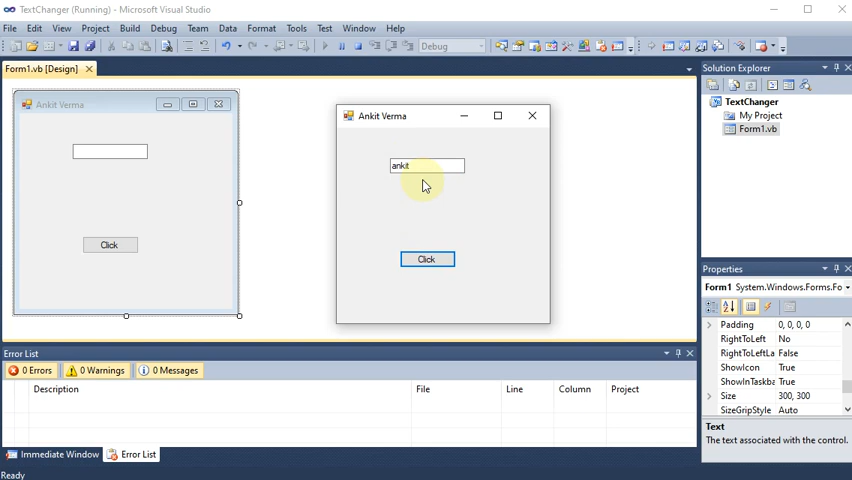 TextChanger (Running) - Microsoft Visual Studio
File Edit View Project Build Debug Team Data Format Tools Test Window Help
Debug
Form1.vb [Design]
Ankit Verma
Click
Ankit Verma
ankit
Click
Solution Explorer
TextChanger
My Project
Form1.vb
Properties
Form1 System.Windows.Forms.Fo
Padding 0, 0, 0, 0
RightToLeft No
RightToLeftLa False
ShowIcon True
ShowInTaskba True
Size 300, 300
SizeGripStyle Auto
Text
The text associated with the control.
Error List
0 Errors 0 Warnings 0 Messages
Description File Line Column Project
Immediate Window Error List
Ready